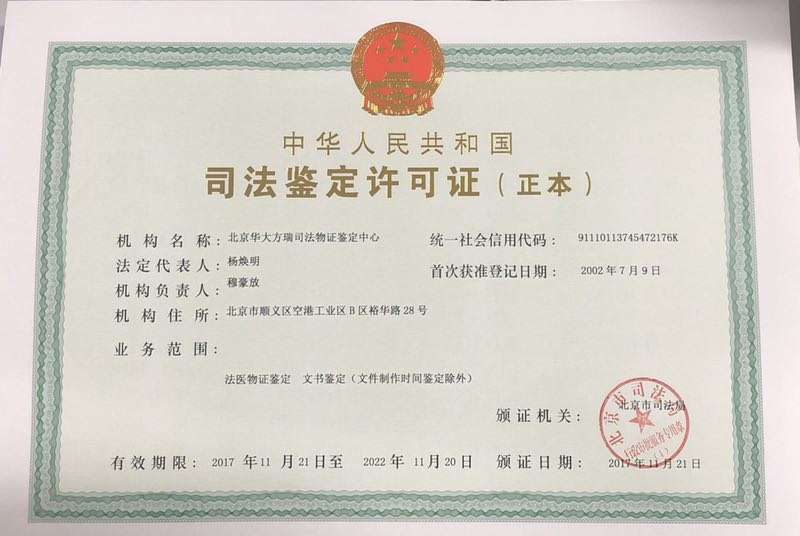 中华人民共和国
司法鉴定许可证（正本）
机构名称：北京华大方瑞司法物证鉴定中心
统一社会信用代码：91110113745472176K
法定代表人：杨焕明
首次获准登记日期：2002年7月9日
机构负责人：穆豪放
机构住所：北京市顺义区空港工业区B区裕华路28号
业务范围：
法医物证鉴定 文书鉴定（文件制作时间鉴定除外）
颁证机关：北京市司法局
北京市司法局
有效期限：2017年11月21日至2022年11月20日
颁证日期：2017年11月21日